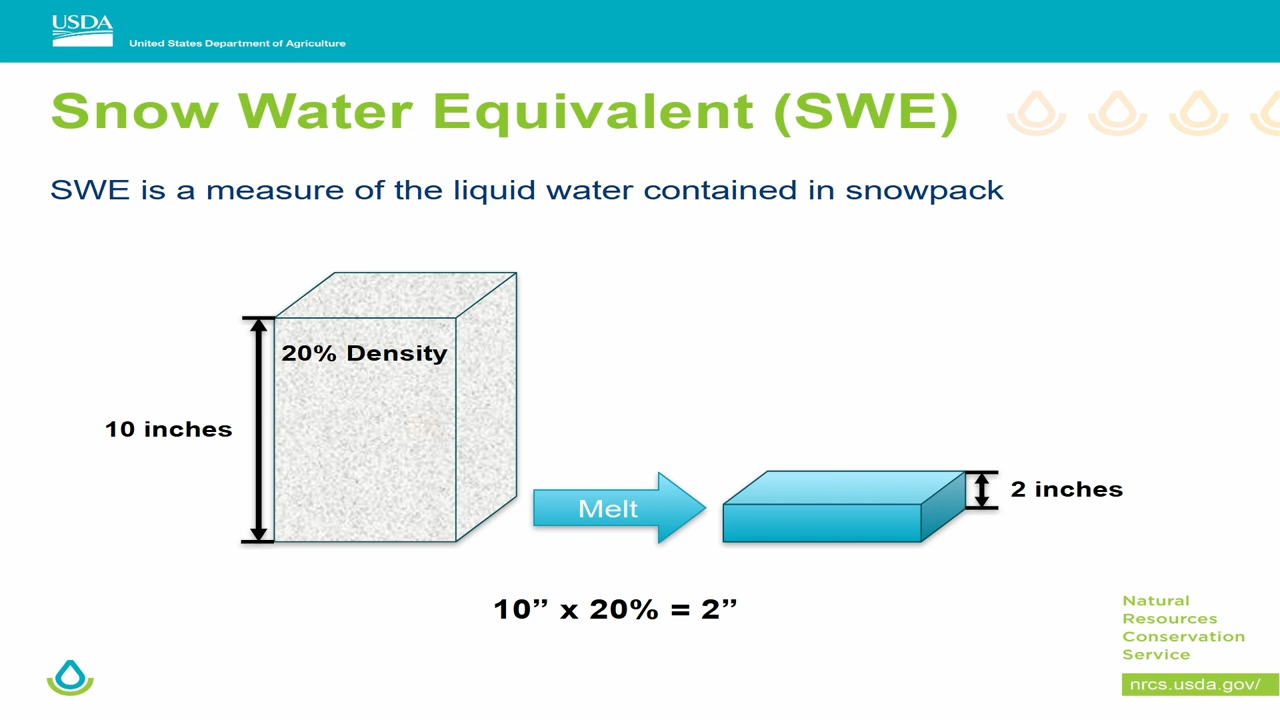 USDA
United States Department of Agriculture
Snow Water Equivalent (SWE)
SWE is a measure of the liquid water contained in snowpack
20% Density
10 inches
Melt
2 inches
10” x 20% = 2”
Natural
Resources
Conservation
Service
nrcs.usda.gov/